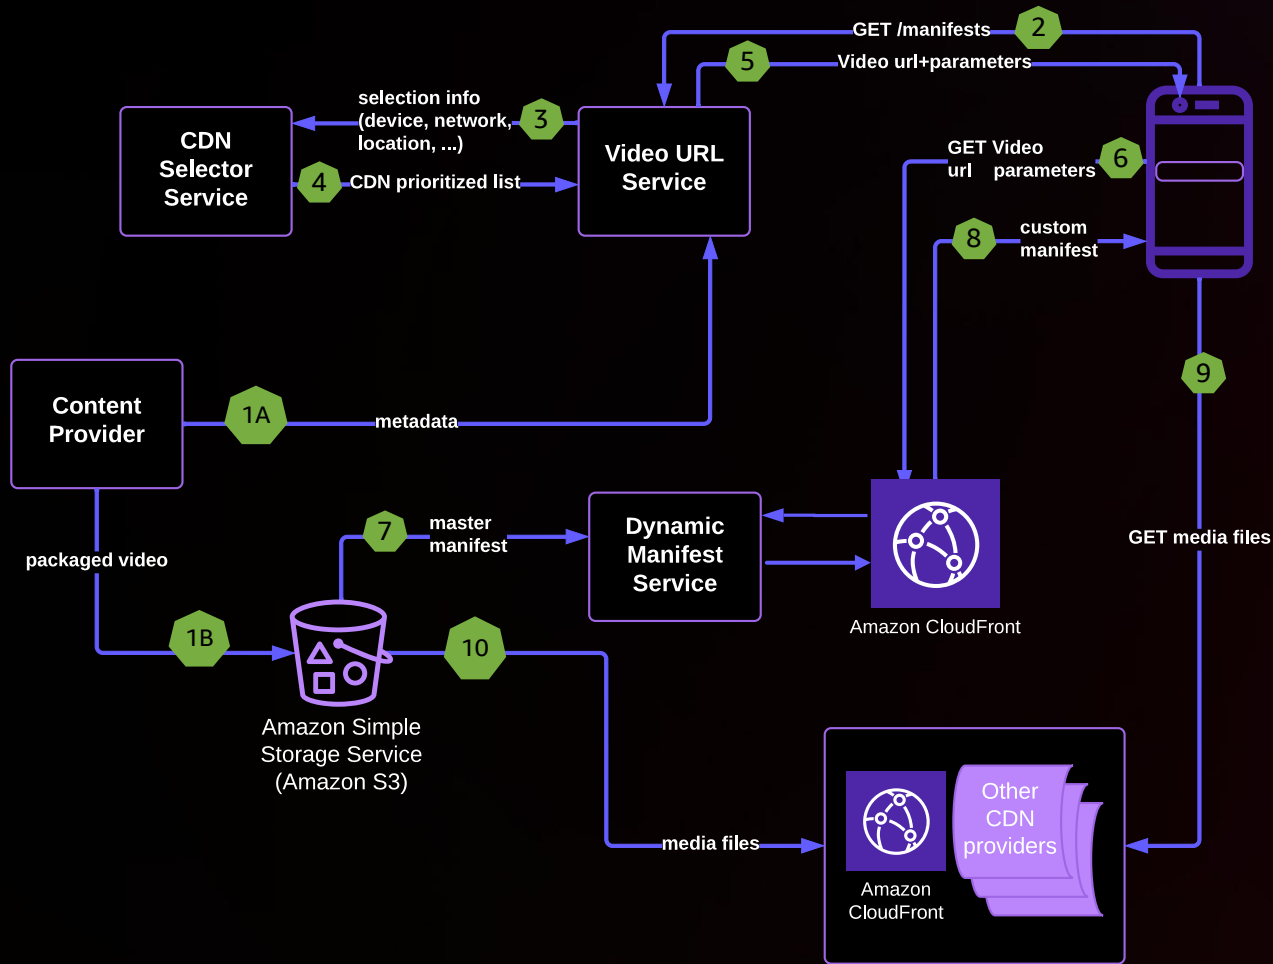 GET /manifests
2
5
Video url+parameters
selection info
(device, network,
location, ...)
3
CDN
Selector
Service
4
CDN prioritized list
Video URL
Service
GET Video
url parameters
6
8
custom
manifest
9
Content
Provider
1A
metadata
7
master
manifest
Dynamic
Manifest
Service
Amazon CloudFront
GET media files
packaged video
1B
10
Amazon Simple
Storage Service
(Amazon S3)
media files
Other
CDN
providers
Amazon
CloudFront